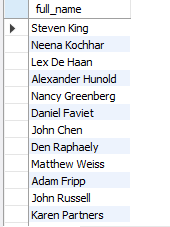 full_name
Steven King
Neena Kochhar
Lex De Haan
Alexander Hunold
Nancy Greenberg
Daniel Faviet
John Chen
Den Raphaely
Matthew Weiss
Adam Fripp
John Russell
Karen Partners